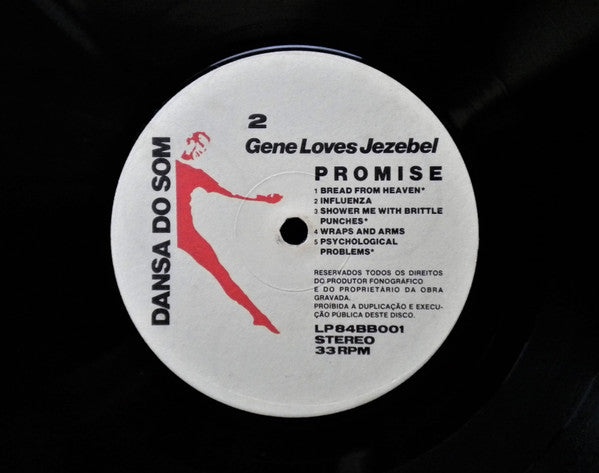 2
Gene Loves Jezebel
PROMISE
1 BREAD FROM HEAVEN*
2 INFLUENZA
3 SHOWER ME WITH BRITTLE
PUNCHES*
4 WRAPS AND ARMS
5 PSYCHOLOGICAL
PROBLEMS*
RESERVADOS TODOS OS DIREITOS
DO PRODUTOR FONOGRÁFICO
E DO PROPRIETÁRIO DA OBRA
GRAVADA.
PROIBIDA A DUPLICAÇÃO E EXECU-
ÇÃO PÚBLICA DESTE DISCO.
LP84BB001
STEREO
33RPM
DANSA DO SOM